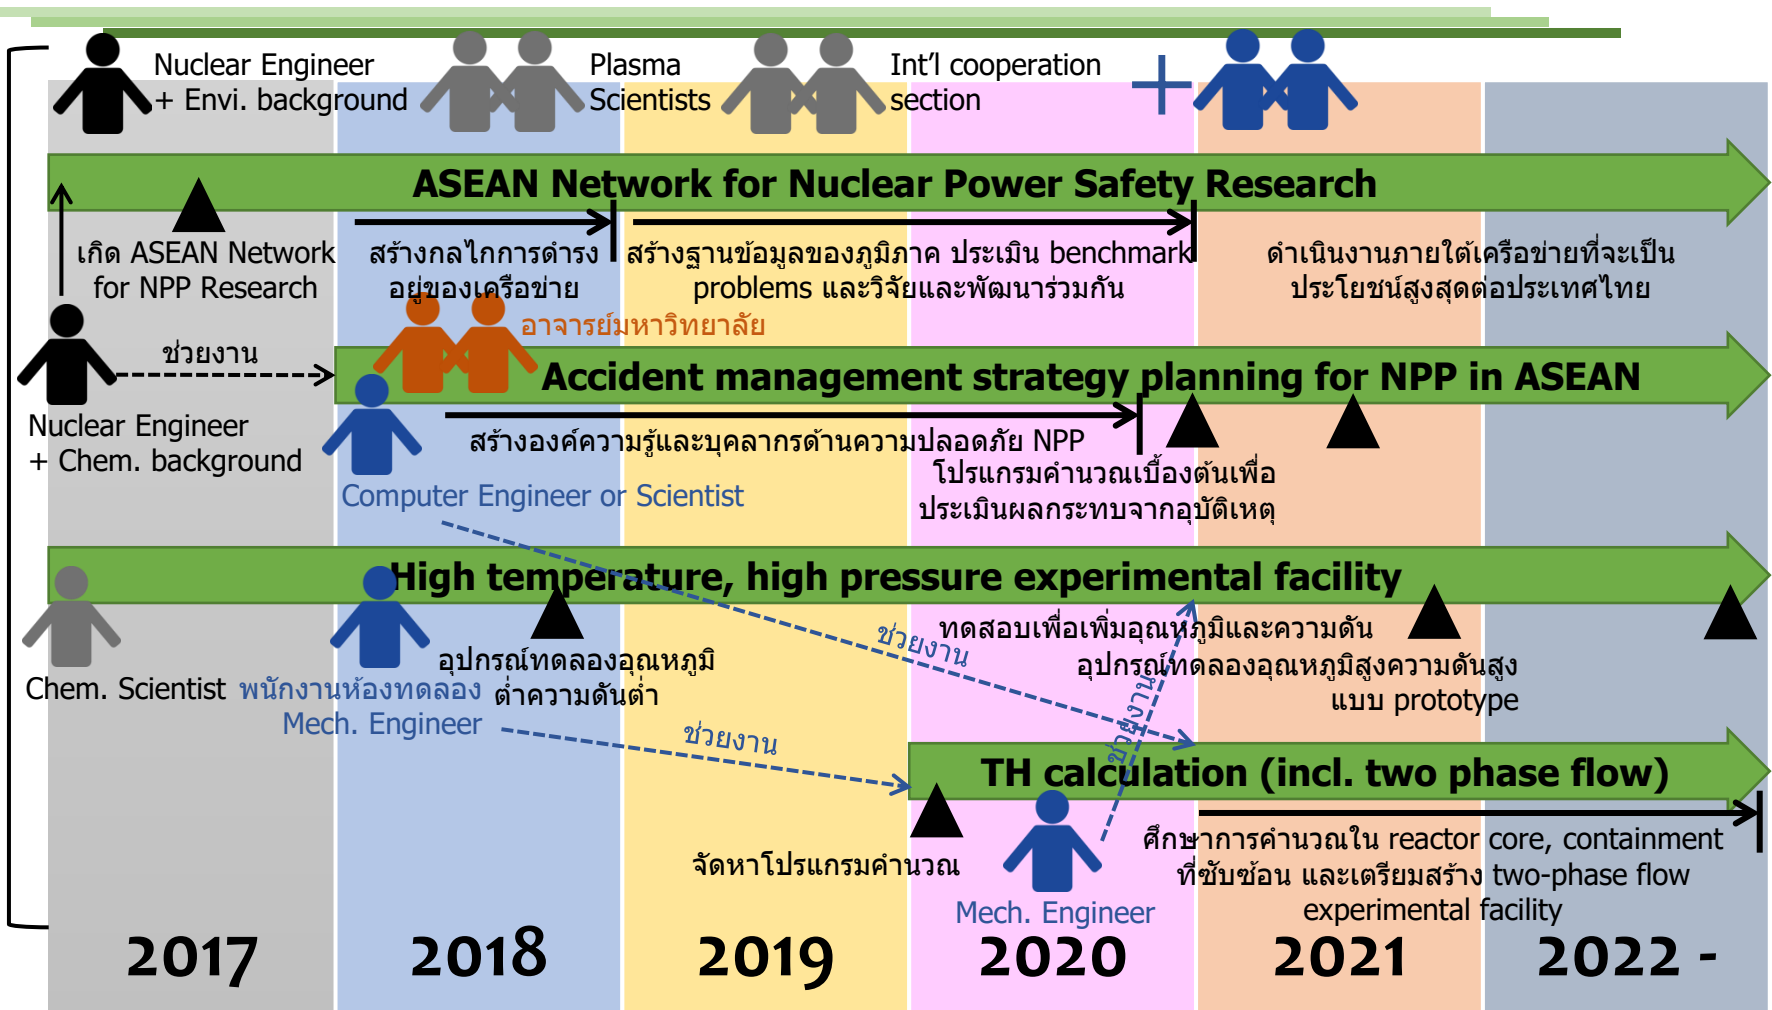 Nuclear Engineer
+ Envi. background
Plasma
Scientists
Int’l cooperation
section
ASEAN Network for Nuclear Power Safety Research
เกิด ASEAN Network
for NPP Research
สร้างกลไกการดำรง
อยู่ของเครือข่าย
สร้างฐานข้อมูลของภูมิภาค ประเมิน benchmark
problems และวิจัยและพัฒนาร่วมกัน
ดำเนินงานภายใต้เครือข่ายที่จะเป็น
ประโยชน์สูงสุดต่อประเทศไทย
อาจารย์มหาวิทยาลัย
ช่วยงาน
Accident management strategy planning for NPP in ASEAN
Nuclear Engineer
+ Chem. background
สร้างองค์ความรู้และบุคลากรด้านความปลอดภัย NPP
โปรแกรมคำนวณเบื้องต้นเพื่อ
ประเมินผลกระทบจากอุบัติเหตุ
Computer Engineer or Scientist
High temperature, high pressure experimental facility
ช่วยงาน
ทดสอบเพื่อเพิ่มอุณหภูมิและความดัน
อุปกรณ์ทดลองอุณหภูมิ
ต่ำความดันต่ำ
อุปกรณ์ทดลองอุณหภูมิสูงความดันสูง
แบบ prototype
Chem. Scientist
พนักงานห้องทดลอง
Mech. Engineer
ช่วยงาน
ช่วยงาน
TH calculation (incl. two phase flow)
จัดหาโปรแกรมคำนวณ
Mech. Engineer
ศึกษาการคำนวณใน reactor core, containment
ที่ซับซ้อน และเตรียมสร้าง two-phase flow
experimental facility
2017
2018
2019
2020
2021
2022 -